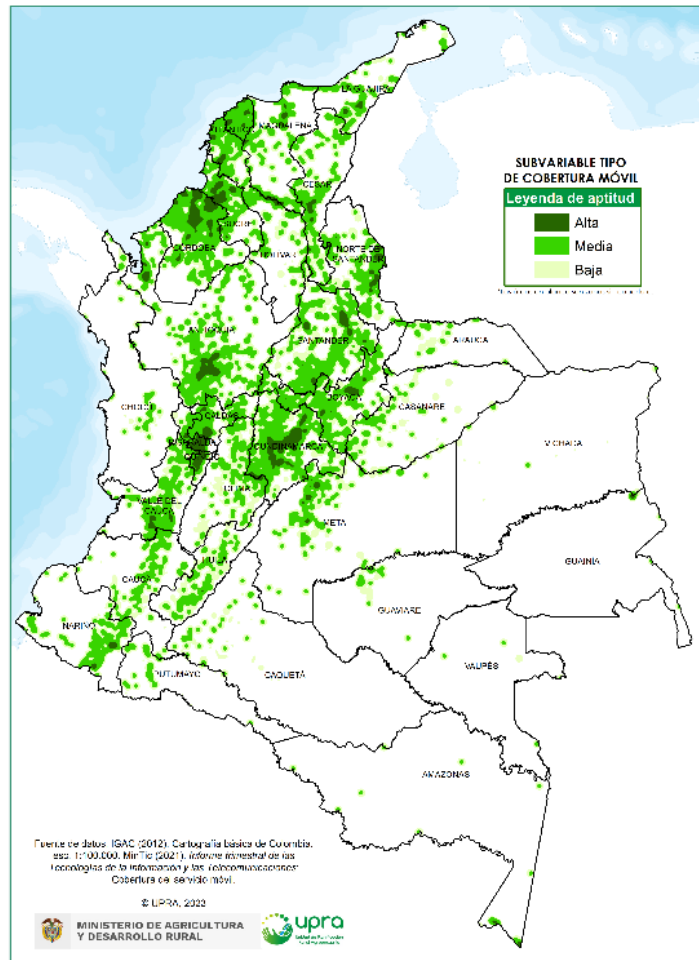 LA GUAJIRA
MAGDALENA
CESAR
SUCRE
CÓRDOBA
BOLIVAR
NORTE DE
SANTANDER
ANTIOQUIA
SANTANDER
ARAUCA
BOYACÁ
CHOCÓ
CALDAS
CASANARE
CUNDINAMARCA
VICHADA
TOLIMA
VALLE DEL
CAUCA
META
GUAINÍA
HUILA
CAUCA
GUAVIARE
NARIÑO
VAUPÉS
PUTUMAYO
CAQUETÁ
AMAZONAS
SUBVARIABLE TIPO
DE COBERTURA MÓVIL
Leyenda de aptitud
Alta
Media
Baja
Fuente de datos: IGAC (2012). Cartografía básica de Colombia,
esc. 1:100.000. MinTic (2021). Informe trimestral de las
Tecnologías de la Información y las Telecomunicaciones:
Cobertura del servicio móvil.
© UPRA, 2023
MINISTERIO DE AGRICULTURA
Y DESARROLLO RURAL
upra